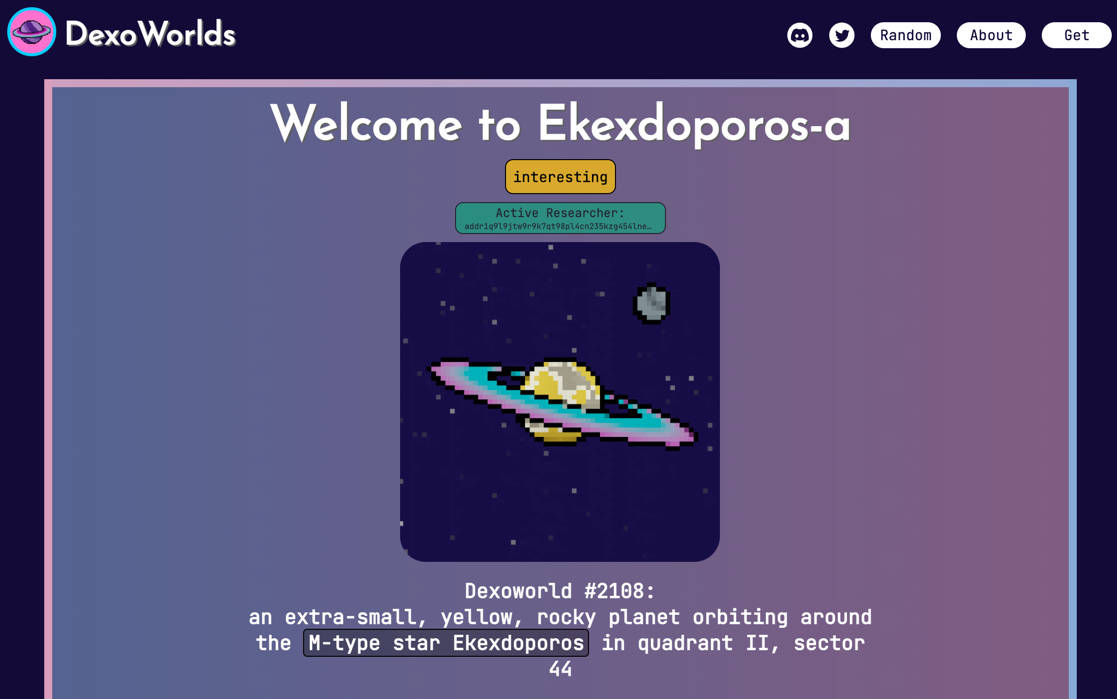 DexoWorlds
Random
About
Get
Welcome to Ekexdoporos-a
interesting
Active Researcher:
addr1q9l9jtw9r9k7qt98pl4cn235kzg454lne…
Dexoworld #2108:
an extra-small, yellow, rocky planet orbiting around
the M-type star Ekexdoporos in quadrant II, sector
44